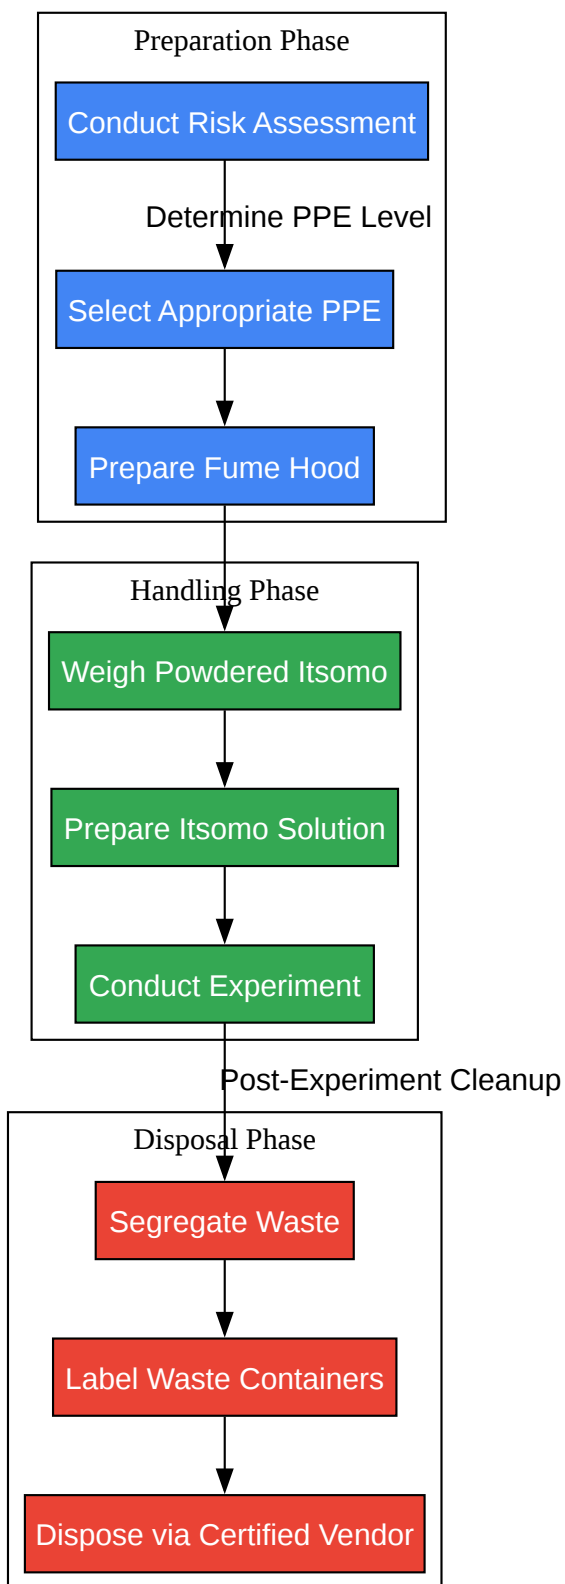 Preparation Phase
Conduct Risk Assessment
Determine PPE Level
Select Appropriate PPE
Prepare Fume Hood
Handling Phase
Weigh Powdered Itsomo
Prepare Itsomo Solution
Conduct Experiment
Post-Experiment Cleanup
Disposal Phase
Segregate Waste
Label Waste Containers
Dispose via Certified Vendor